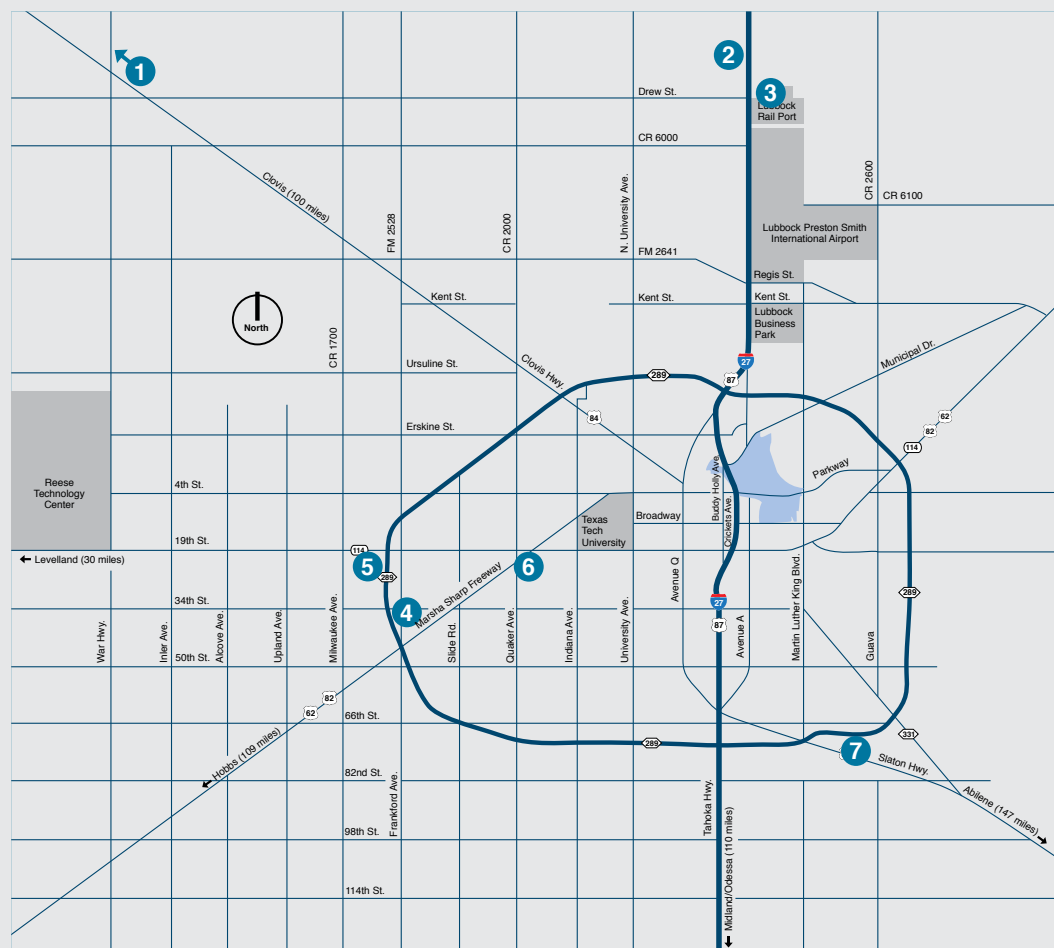 1
2
3
Drew St.
Lubbock
Rail Port
CR 6000
Clovis (100 miles)
N. University Ave.
CR 2600
CR 6100
FM 2528
CR 2000
Lubbock Preston Smith
International Airport
FM 2641
Regis St.
Kent St.
Kent St.
Kent St.
North
Lubbock
Business
Park
CR 1700
Municipal Dr.
Ursuline St.
Clovis Hwy.
27
289
87
84
62
82
114
Erskine St.
Buddy Holly Ave.
Parkway
Reese
Technology
Center
4th St.
Crickets Ave.
Texas
Tech
University
Broadway
19th St.
114
Levelland (30 miles)
5
289
6
Marsha Sharp Freeway
Avenue Q
Martin Luther King Blvd.
289
34th St.
4
27
87
War Hwy.
Inler Ave.
Alcove Ave.
Upland Ave.
Milwaukee Ave.
Slide Rd.
Quaker Ave.
Indiana Ave.
University Ave.
Avenue A
Guava
50th St.
82
62
66th St.
289
331
7
Slaton Hwy.
Hobbs (109 miles)
82nd St.
Frankford Ave.
Tahoka Hwy.
Midland/Odessa (110 miles)
Abilene (147 miles)
98th St.
114th St.